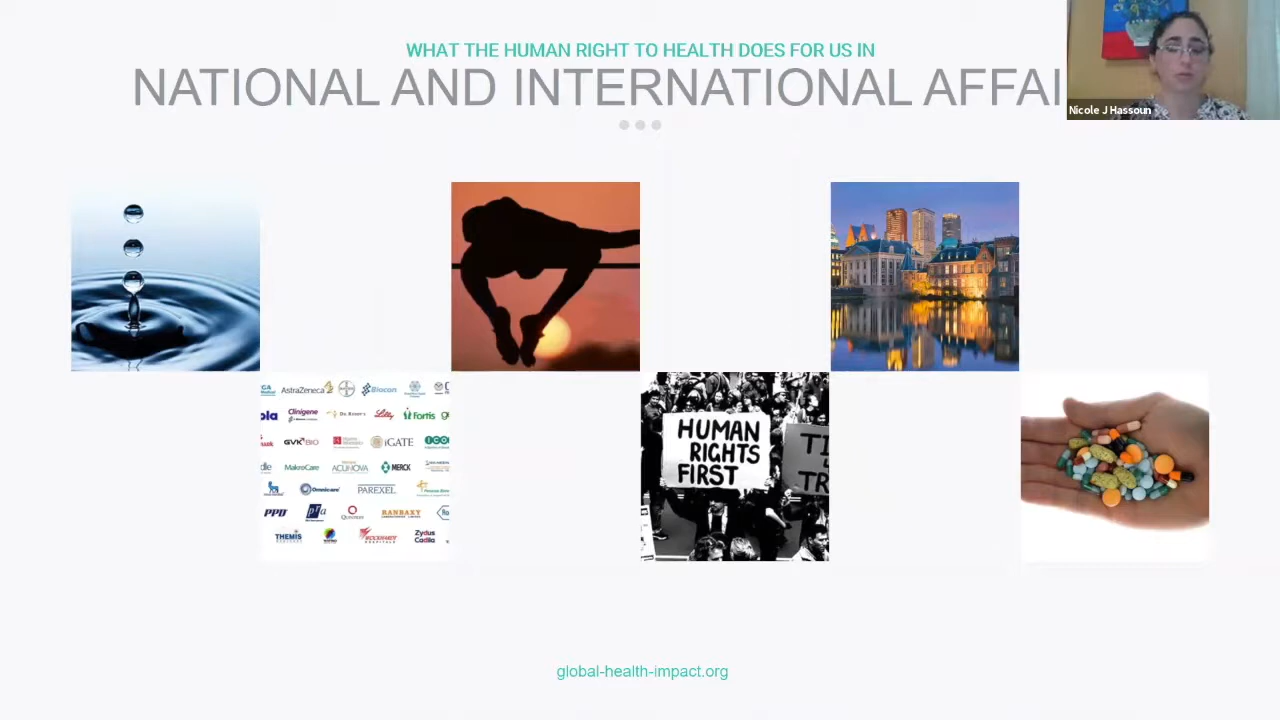 WHAT THE HUMAN RIGHT TO HEALTH DOES FOR US IN
NATIONAL AND INTERNATIONAL AFFAI
Nicole J Hassoun
AstraZeneca
Biocon
Clinigene
Dr. Reddy's
Lilly
Fortis
GVK BIO
iGATE
MakroCare
ACUNOVA
MERCK
Omnicare
PAREXEL
PPD
pra
Quintiles
RANBAXY
THEMIS
WOCKHARDT
HOSPITALS
Zydus
Cadila
HUMAN
RIGHTS
FIRST
global-health-impact.org